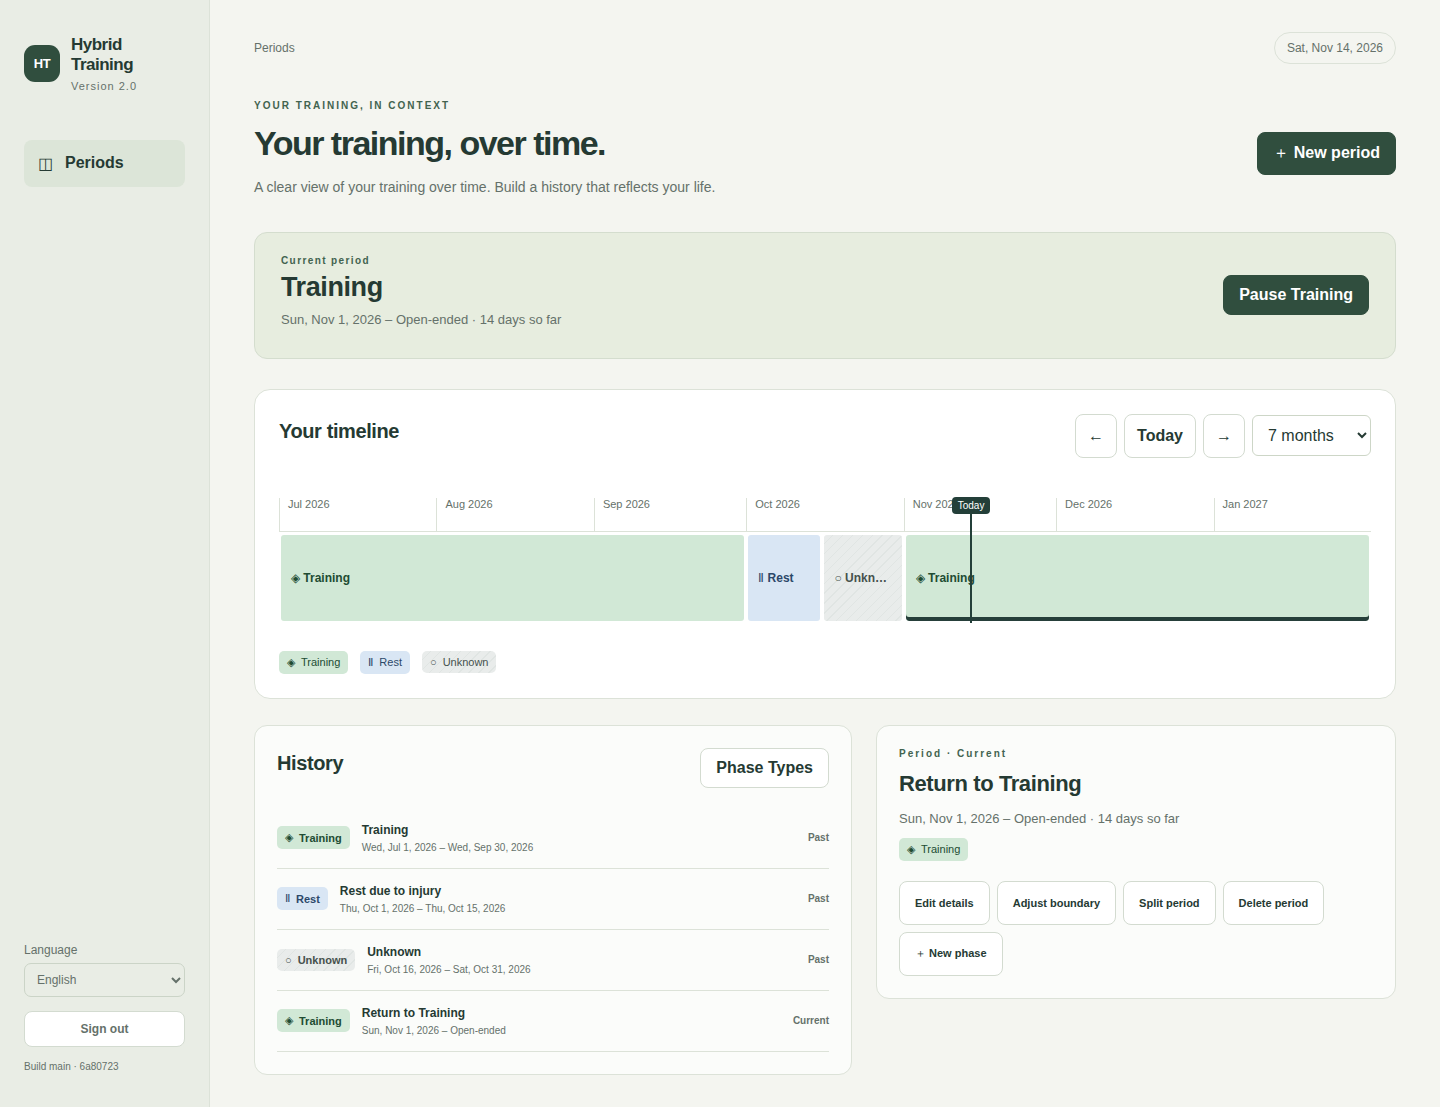 HT
Hybrid
Training
Version 2.0
Periods
Language
English
Sign out
Build main · 6a80723
Periods
Sat, Nov 14, 2026
YOUR TRAINING, IN CONTEXT
Your training, over time.
A clear view of your training over time. Build a history that reflects your life.
+ New period
Current period
Training
Sun, Nov 1, 2026 – Open-ended · 14 days so far
Pause Training
Your timeline
← Today → 7 months
Jul 2026 Aug 2026 Sep 2026 Oct 2026 Nov 202 Today Dec 2026 Jan 2027
◈ Training ‖ Rest ○ Unkn… ◈ Training
◈ Training ‖ Rest ○ Unknown
History
Phase Types
◈ Training Training Past
Wed, Jul 1, 2026 – Wed, Sep 30, 2026
‖ Rest Rest due to injury Past
Thu, Oct 1, 2026 – Thu, Oct 15, 2026
○ Unknown Unknown Past
Fri, Oct 16, 2026 – Sat, Oct 31, 2026
◈ Training Return to Training Current
Sun, Nov 1, 2026 – Open-ended
Period · Current
Return to Training
Sun, Nov 1, 2026 – Open-ended · 14 days so far
◈ Training
Edit details Adjust boundary Split period Delete period
+ New phase